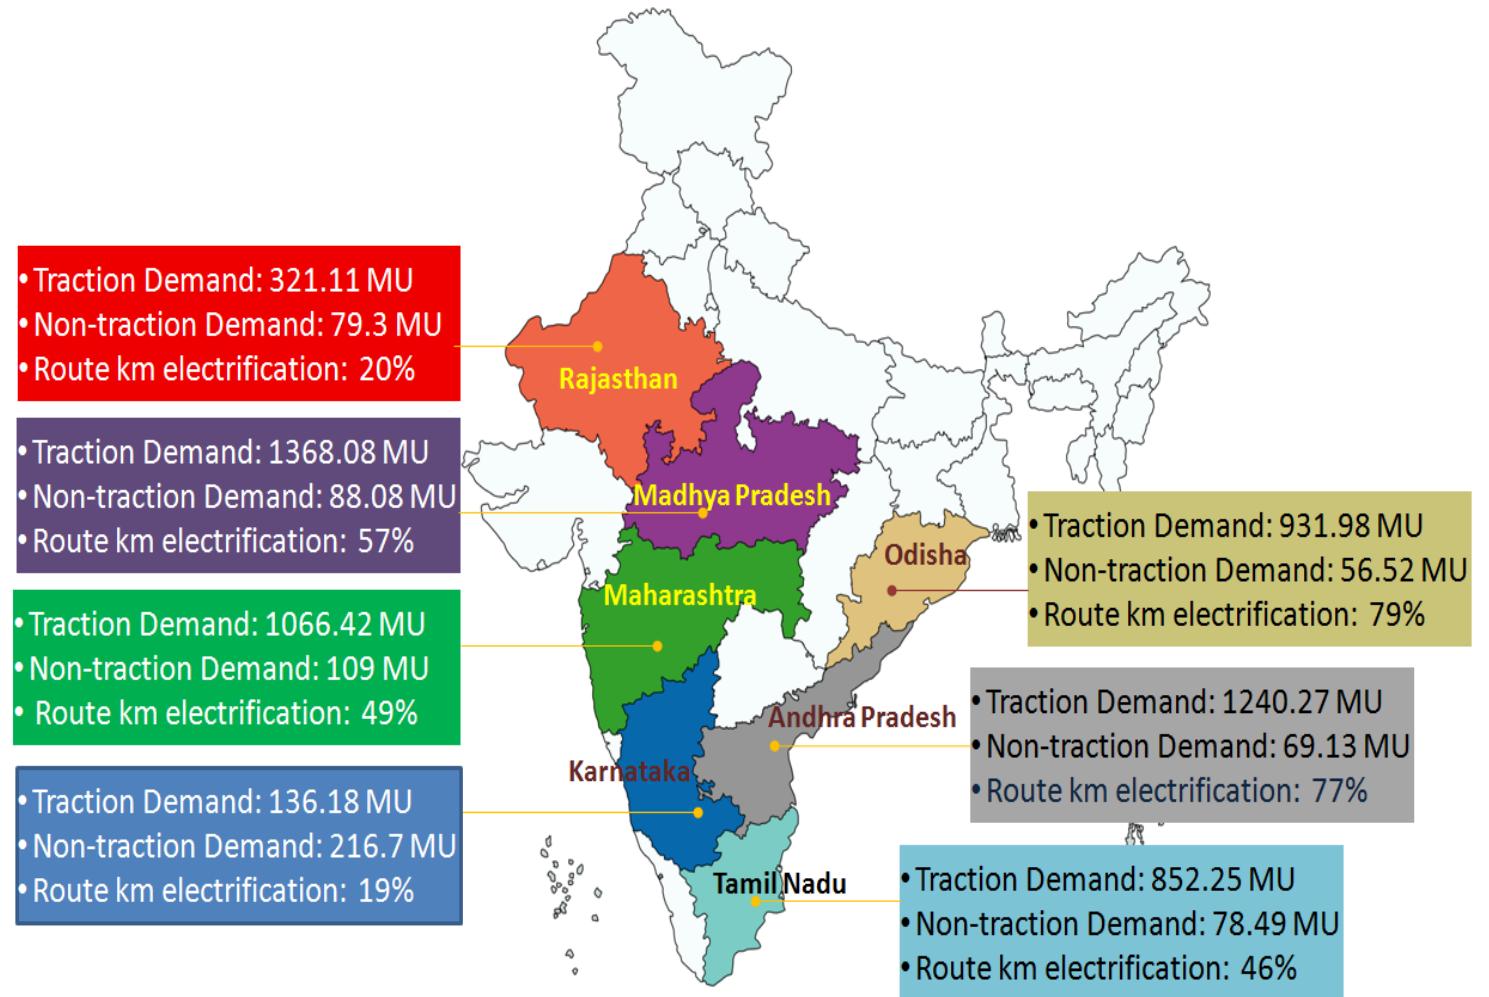 • Traction Demand: 321.11 MU
• Non-traction Demand: 79.3 MU
• Route km electrification: 20%
Rajasthan
• Traction Demand: 1368.08 MU
• Non-traction Demand: 88.08 MU
• Route km electrification: 57%
Madhya Pradesh
• Traction Demand: 931.98 MU
• Non-traction Demand: 56.52 MU
• Route km electrification: 79%
Odisha
• Traction Demand: 1066.42 MU
• Non-traction Demand: 109 MU
• Route km electrification: 49%
Maharashtra
• Traction Demand: 1240.27 MU
• Non-traction Demand: 69.13 MU
• Route km electrification: 77%
Andhra Pradesh
• Traction Demand: 136.18 MU
• Non-traction Demand: 216.7 MU
• Route km electrification: 19%
Karnataka
Tamil Nadu
• Traction Demand: 852.25 MU
• Non-traction Demand: 78.49 MU
• Route km electrification: 46%